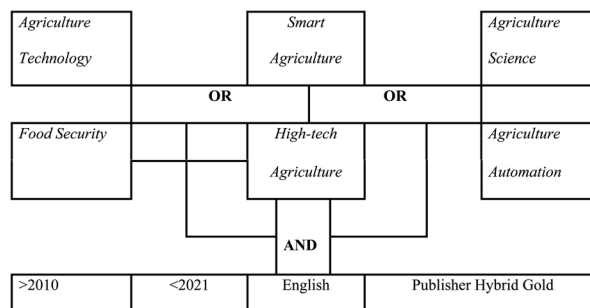 Agriculture
Technology
Smart
Agriculture
Agriculture
Science
OR
OR
Food Security
High-tech
Agriculture
Agriculture
Automation
AND
>2010
<2021
English
Publisher Hybrid Gold